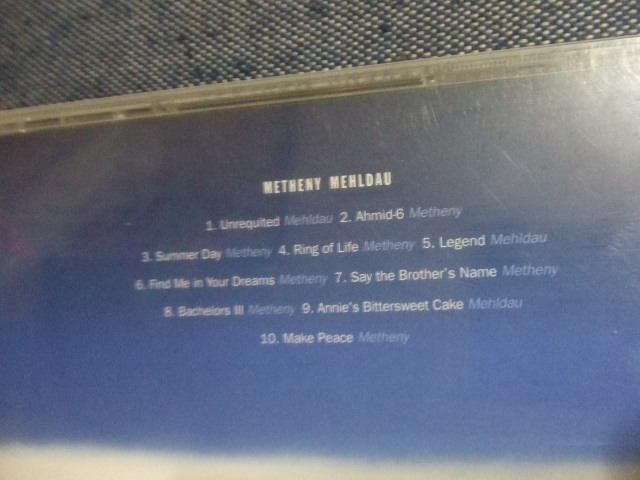 METHENY MEHLDAU
1. Unrequited Mehldau 2. Ahmid-6 Metheny
3. Summer Day Metheny 4. Ring of Life Metheny 5. Legend Mehldau
6. Find Me in Your Dreams Metheny 7. Say the Brother's Name Metheny
8. Bachelors III Metheny 9. Annie's Bittersweet Cake Mehldau
10. Make Peace Metheny